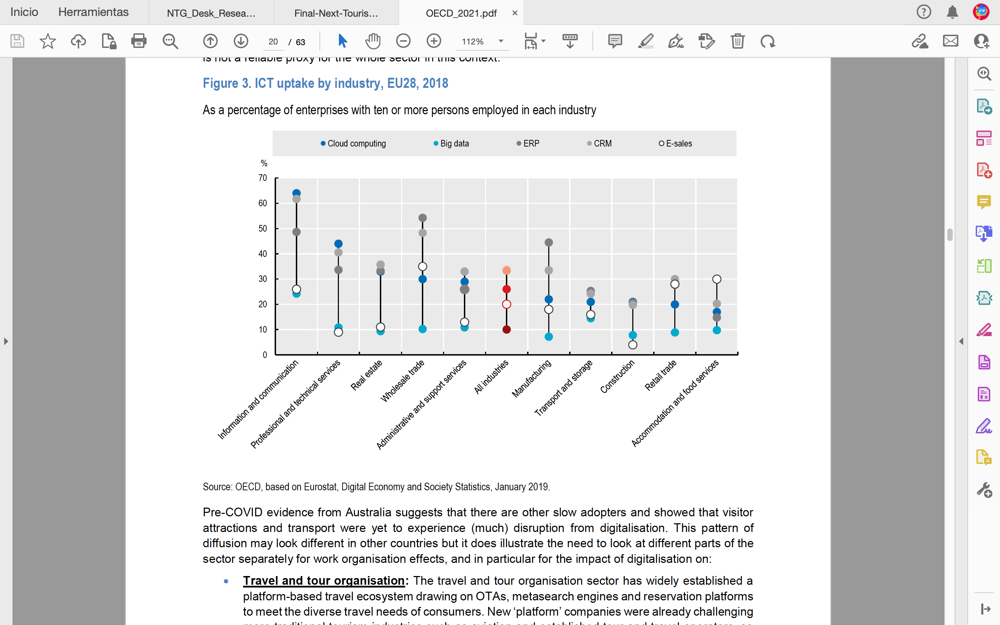 Inicio
Herramientas
NTG_Desk_Resea...
Final-Next-Touris...
OECD_2021.pdf
20 / 63
112%
is not a reliable proxy for the whole sector in this context.
Figure 3. ICT uptake by industry, EU28, 2018
As a percentage of enterprises with ten or more persons employed in each industry
Cloud computing
Big data
ERP
CRM
E-sales
%
70
60
50
40
30
20
10
0
Information and communication
Professional and technical services
Real estate
Wholesale trade
Administrative and support services
All industries
Manufacturing
Transport and storage
Construction
Retail trade
Accommodation and food services
Source: OECD, based on Eurostat, Digital Economy and Society Statistics, January 2019.
Pre-COVID evidence from Australia suggests that there are other slow adopters and showed that visitor
attractions and transport were yet to experience (much) disruption from digitalisation. This pattern of
diffusion may look different in other countries but it does illustrate the need to look at different parts of the
sector separately for work organisation effects, and in particular for the impact of digitalisation on:
• Travel and tour organisation: The travel and tour organisation sector has widely established a
platform-based travel ecosystem drawing on OTAs, metasearch engines and reservation platforms
to meet the diverse travel needs of consumers. New ‘platform’ companies were already challenging